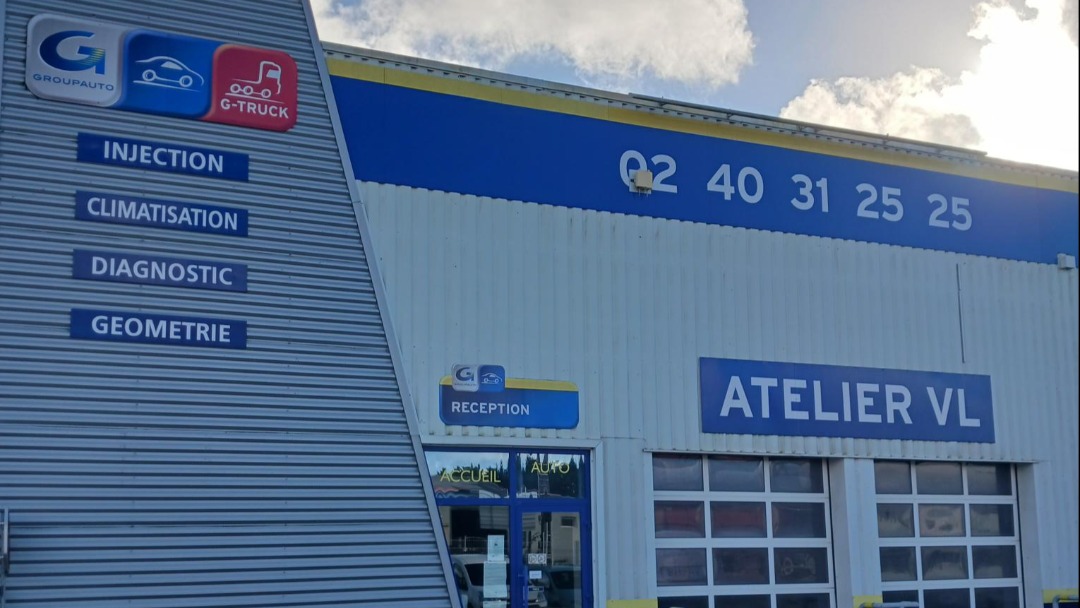 G
GROUPAUTO
G-TRUCK
INJECTION
CLIMATISATION
DIAGNOSTIC
GEOMETRIE
02 40 31 25 25
G
RECEPTION
ATELIER VL
ACCUEIL AUTO